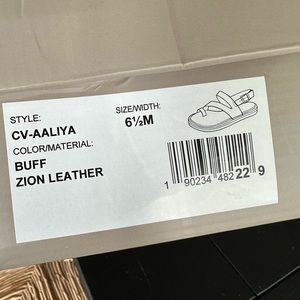 STYLE:
SIZE/WIDTH:
CV-AALIYA
6½M
COLOR/MATERIAL:
BUFF
ZION LEATHER
1 90234 48222 9